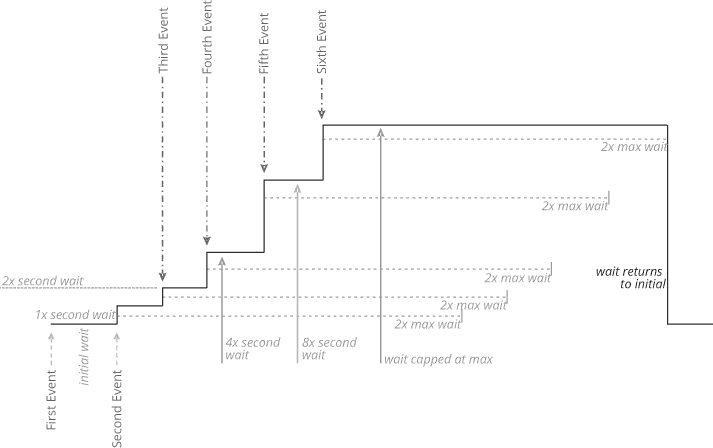 Third Event
Fourth Event
Fifth Event
Sixth Event
2x max wait
2x max wait
2x max wait
wait returns
to initial
2x second wait
2x max wait
1x second wait
2x max wait
initial wait
4x second
wait
8x second
wait
wait capped at max
First Event
Second Event